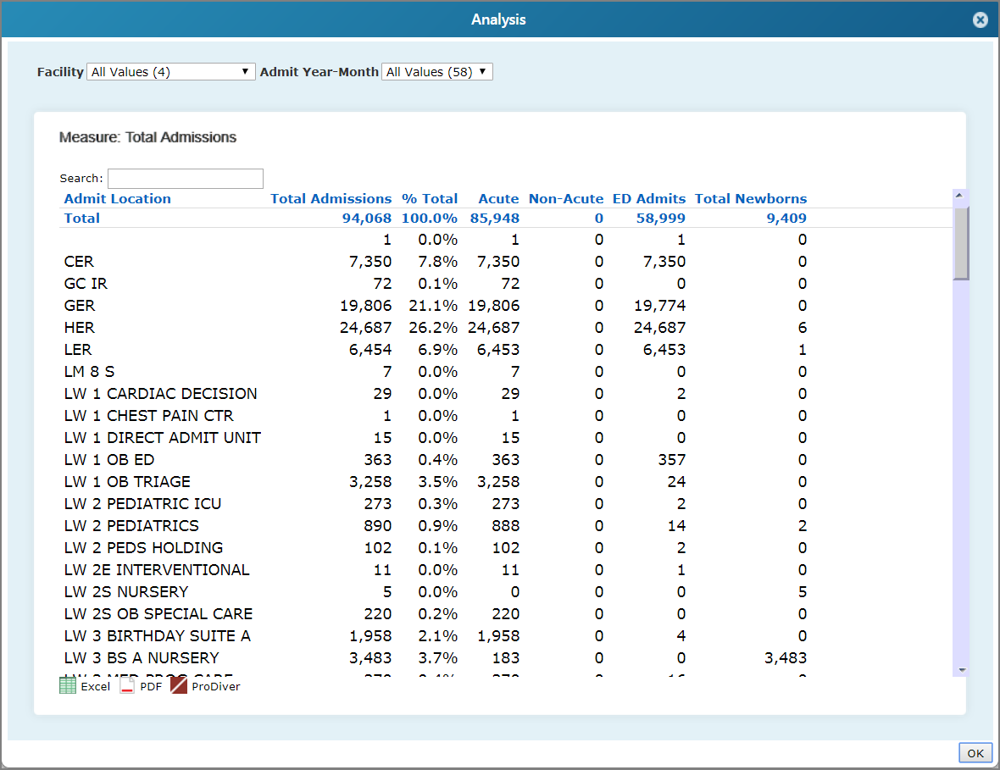 Analysis
Facility All Values (4) Admit Year-Month All Values (58)
Measure: Total Admissions
Search:
Admit Location Total Admissions % Total Acute Non-Acute ED Admits Total Newborns
Total 94,068 100.0% 85,948 0 58,999 9,409
1 0.0% 1 0 1 0
CER 7,350 7.8% 7,350 0 7,350 0
GC IR 72 0.1% 72 0 0 0
GER 19,806 21.1% 19,806 0 19,774 0
HER 24,687 26.2% 24,687 0 24,687 6
LER 6,454 6.9% 6,453 0 6,453 1
LM 8 S 7 0.0% 7 0 0 0
LW 1 CARDIAC DECISION 29 0.0% 29 0 2 0
LW 1 CHEST PAIN CTR 1 0.0% 1 0 0 0
LW 1 DIRECT ADMIT UNIT 15 0.0% 15 0 0 0
LW 1 OB ED 363 0.4% 363 0 357 0
LW 1 OB TRIAGE 3,258 3.5% 3,258 0 24 0
LW 2 PEDIATRIC ICU 273 0.3% 273 0 2 0
LW 2 PEDIATRICS 890 0.9% 888 0 14 2
LW 2 PEDS HOLDING 102 0.1% 102 0 2 0
LW 2E INTERVENTIONAL 11 0.0% 11 0 1 0
LW 2S NURSERY 5 0.0% 0 0 0 5
LW 2S OB SPECIAL CARE 220 0.2% 220 0 0 0
LW 3 BIRTHDAY SUITE A 1,958 2.1% 1,958 0 4 0
LW 3 BS A NURSERY 3,483 3.7% 183 0 0 3,483
Excel PDF ProDiver
OK